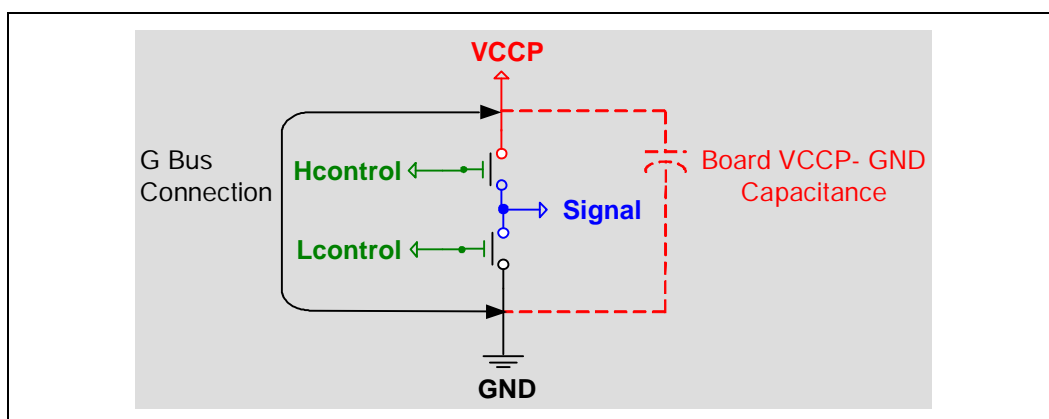 VCCP
G Bus
Connection
Hcontrol
Board VCCP- GND
Capacitance
Signal
Lcontrol
GND